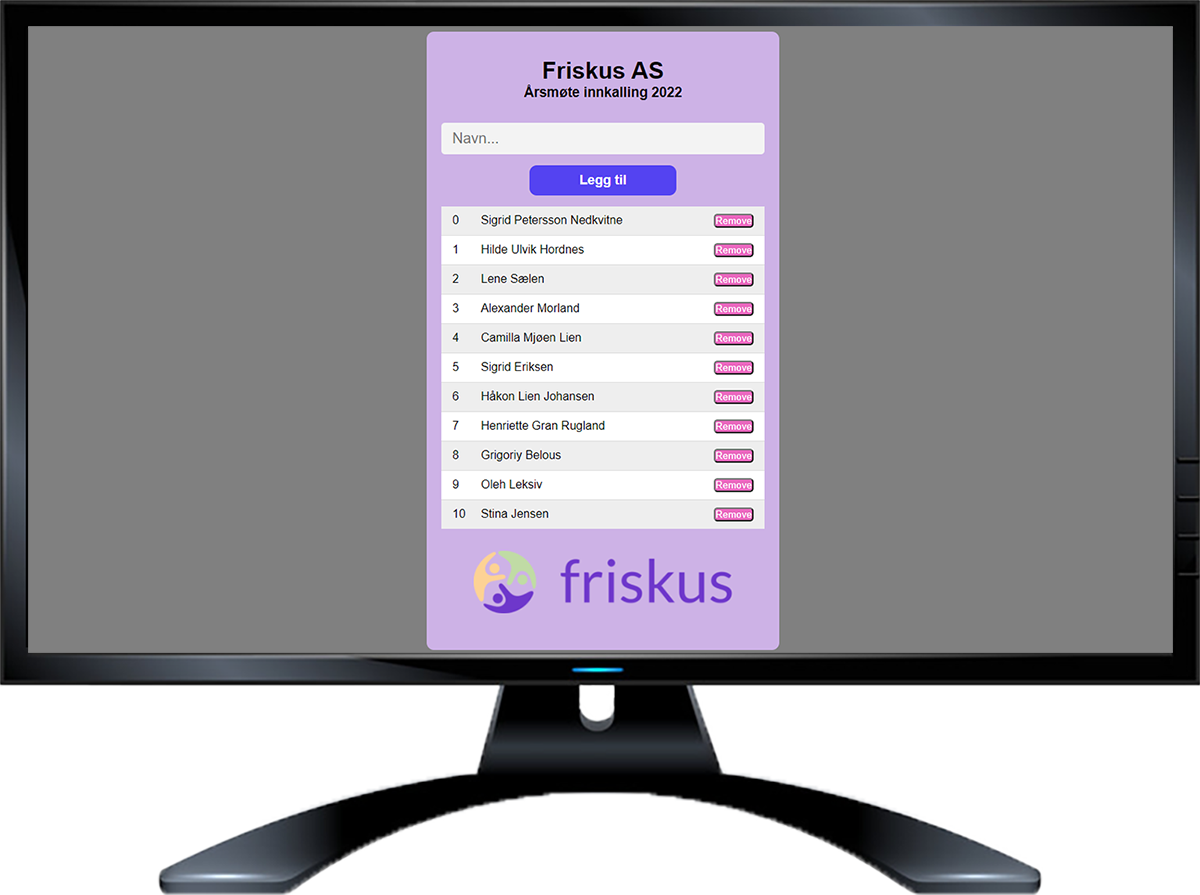 Friskus AS
Årsmøte innkalling 2022
Navn...
Legg til
0 Sigrid Petersson Nedkvitne Remove
1 Hilde Ulvik Hordnes Remove
2 Lene Sælen Remove
3 Alexander Morland Remove
4 Camilla Mjøen Lien Remove
5 Sigrid Eriksen Remove
6 Håkon Lien Johansen Remove
7 Henriette Gran Rugland Remove
8 Grigoriy Belous Remove
9 Oleh Leksiv Remove
10 Stina Jensen Remove
friskus